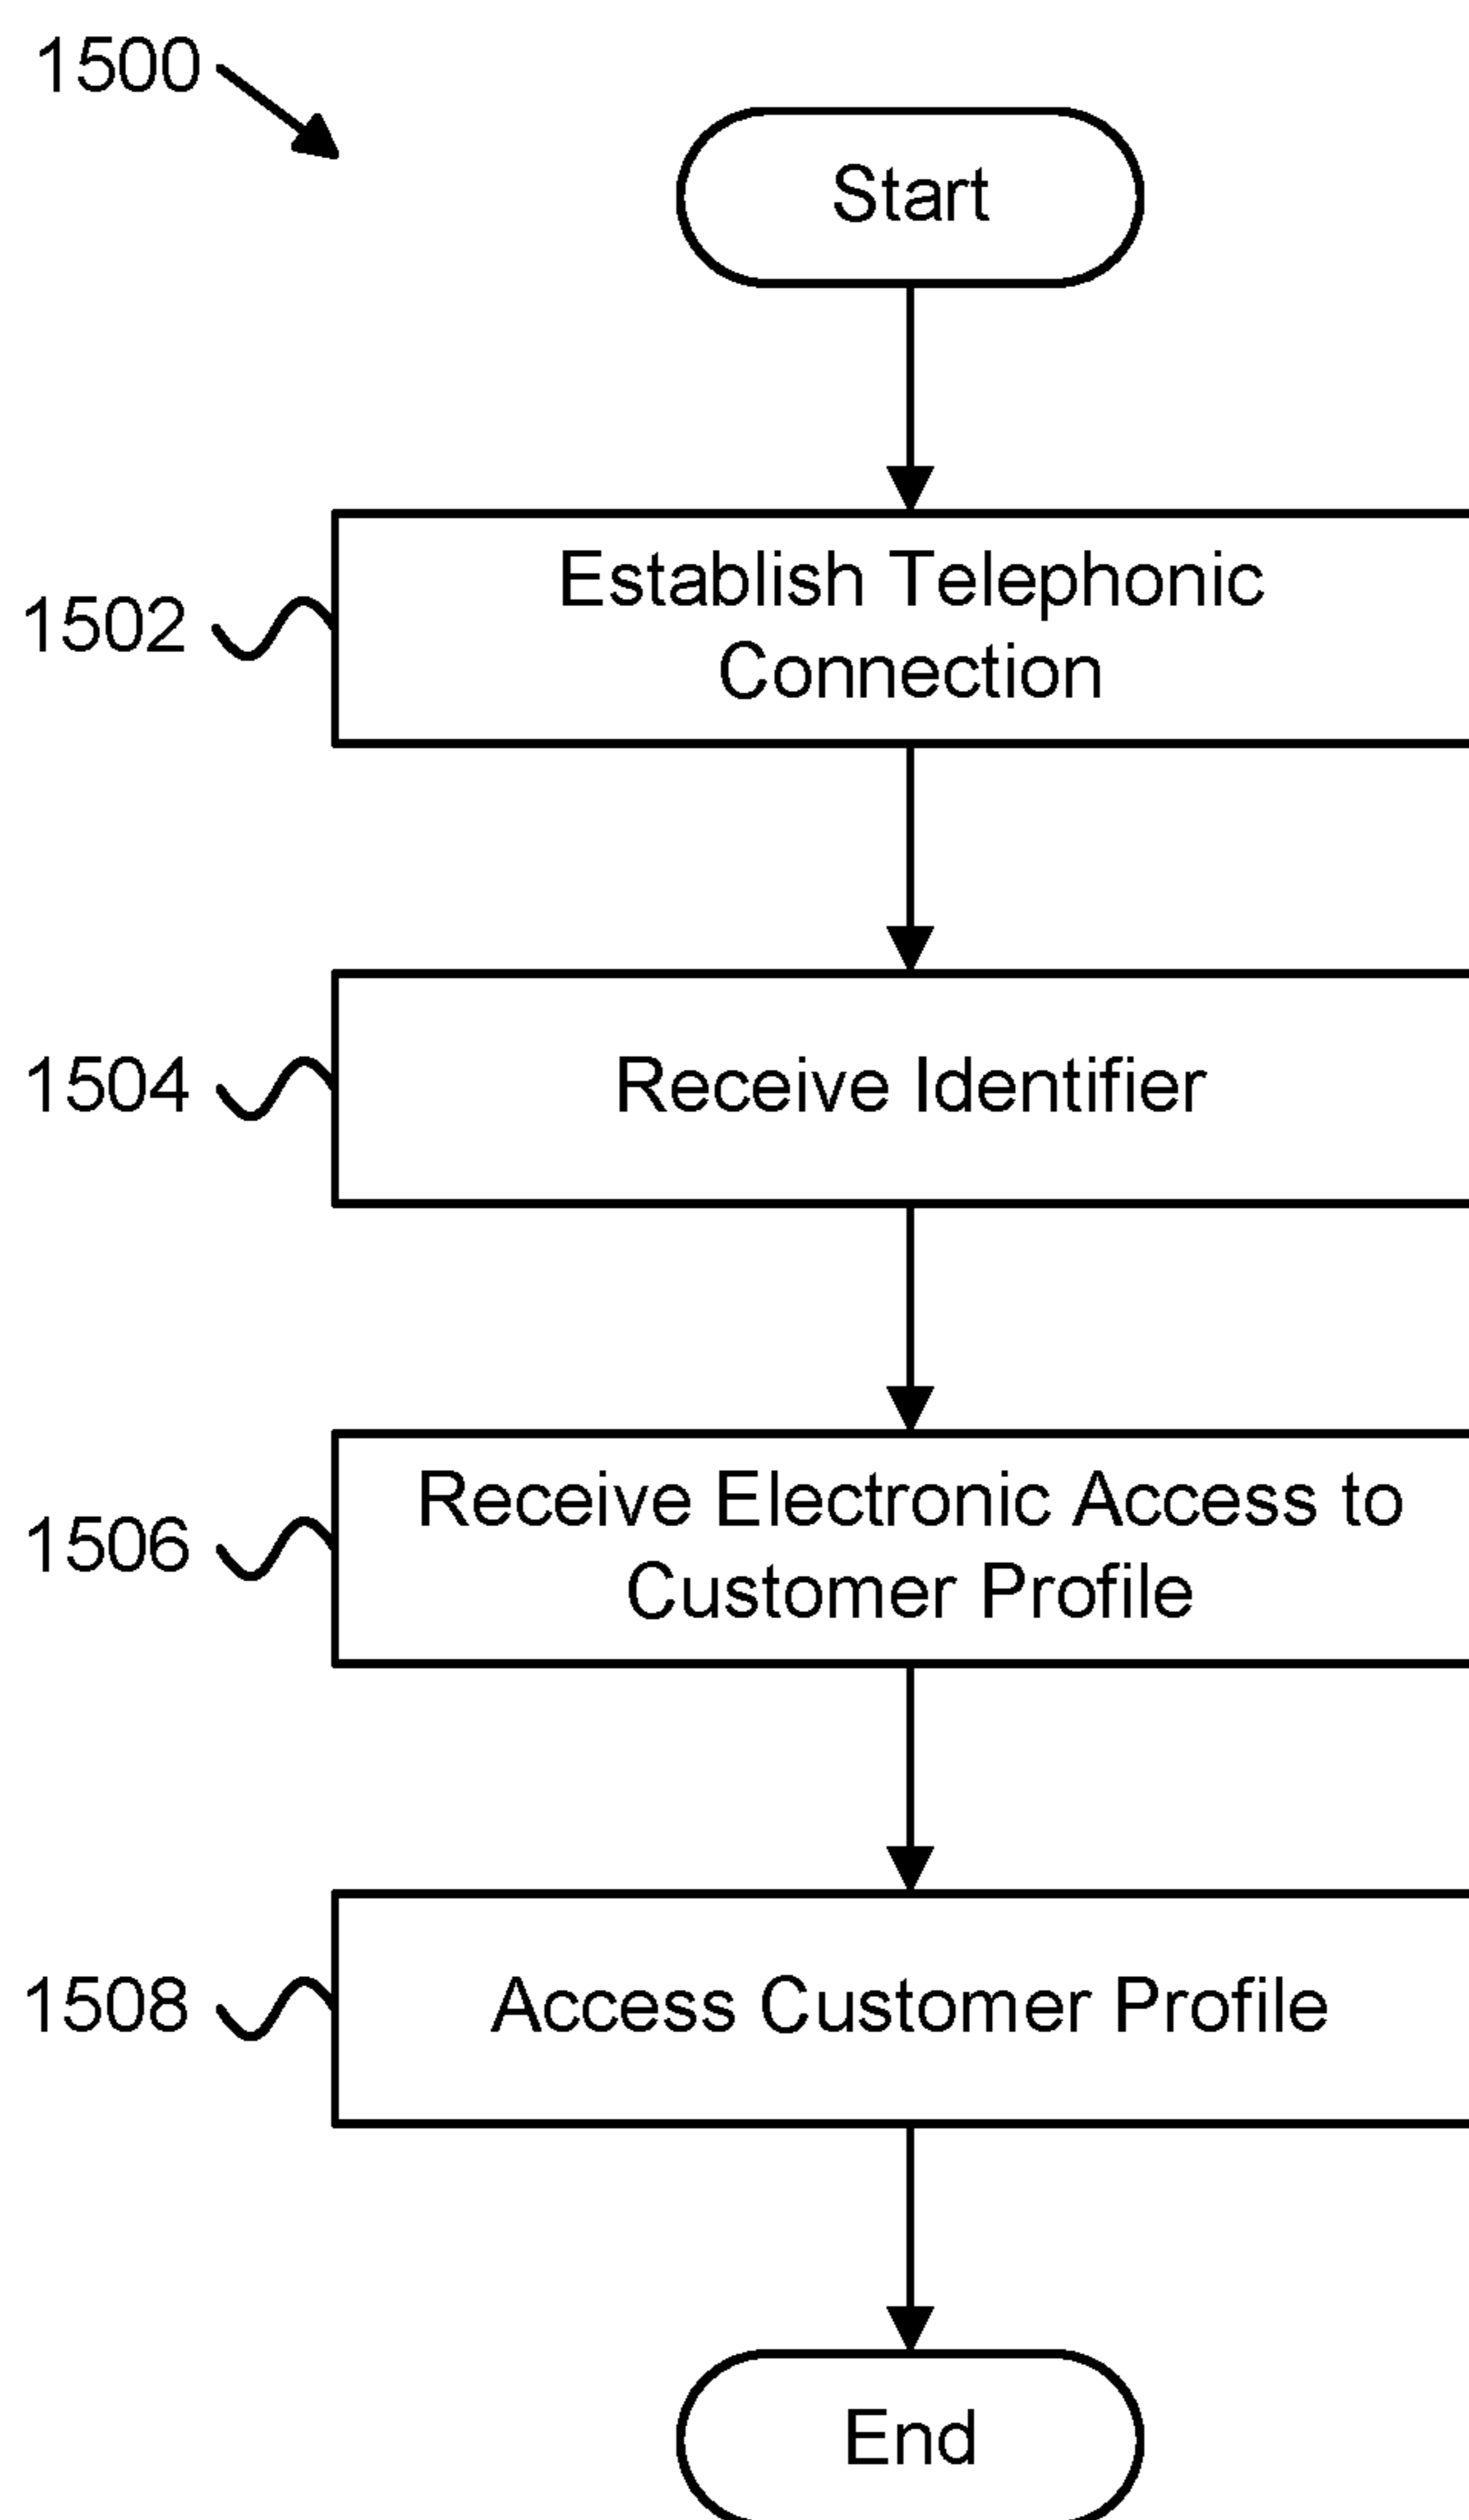 1500
Start
Establish Telephonic
Connection
1502
Receive Identifier
1504
Receive Electronic Access to
Customer Profile
1506
Access Customer Profile
1508
End